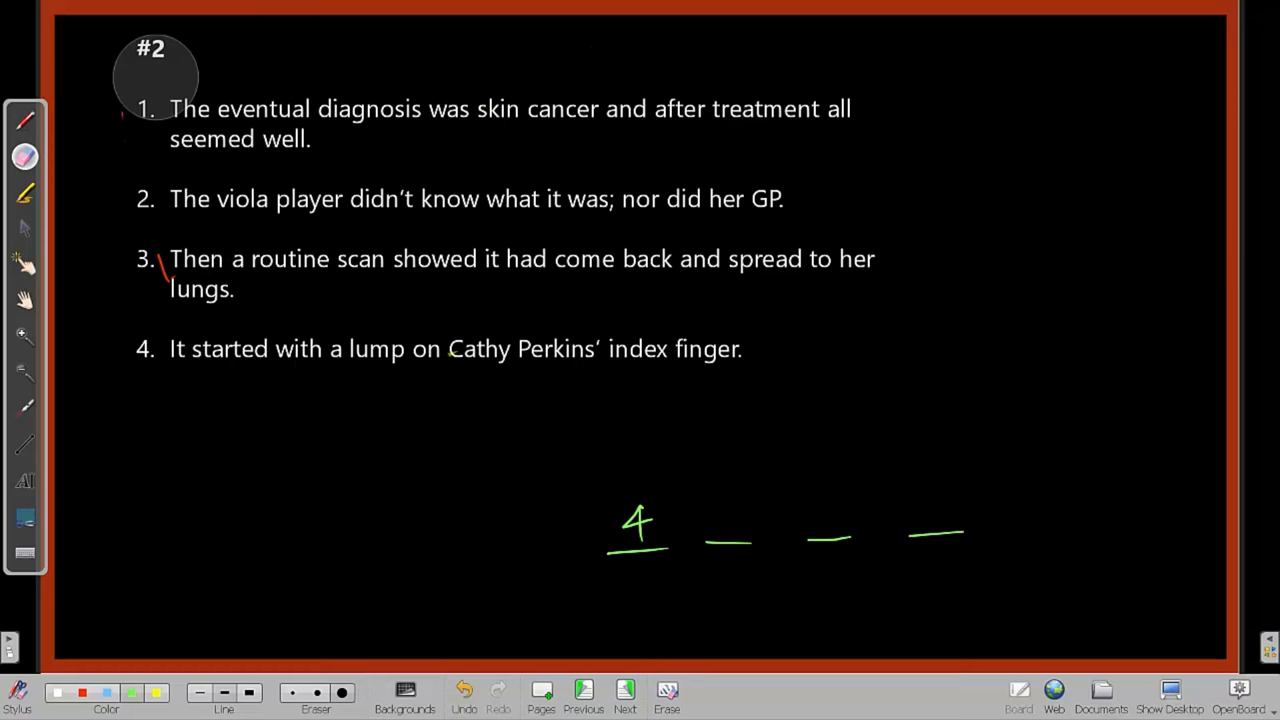 #2
1. The eventual diagnosis was skin cancer and after treatment all
seemed well.
2. The viola player didn't know what it was; nor did her GP.
3. Then a routine scan showed it had come back and spread to her
lungs.
4. It started with a lump on Cathy Perkins' index finger.
4
Stylus
Color
Line
Eraser
Backgrounds
Undo
Redo
Pages
Previous
Next
Erase
Board
Web
Documents
Show Desktop
OpenBoard